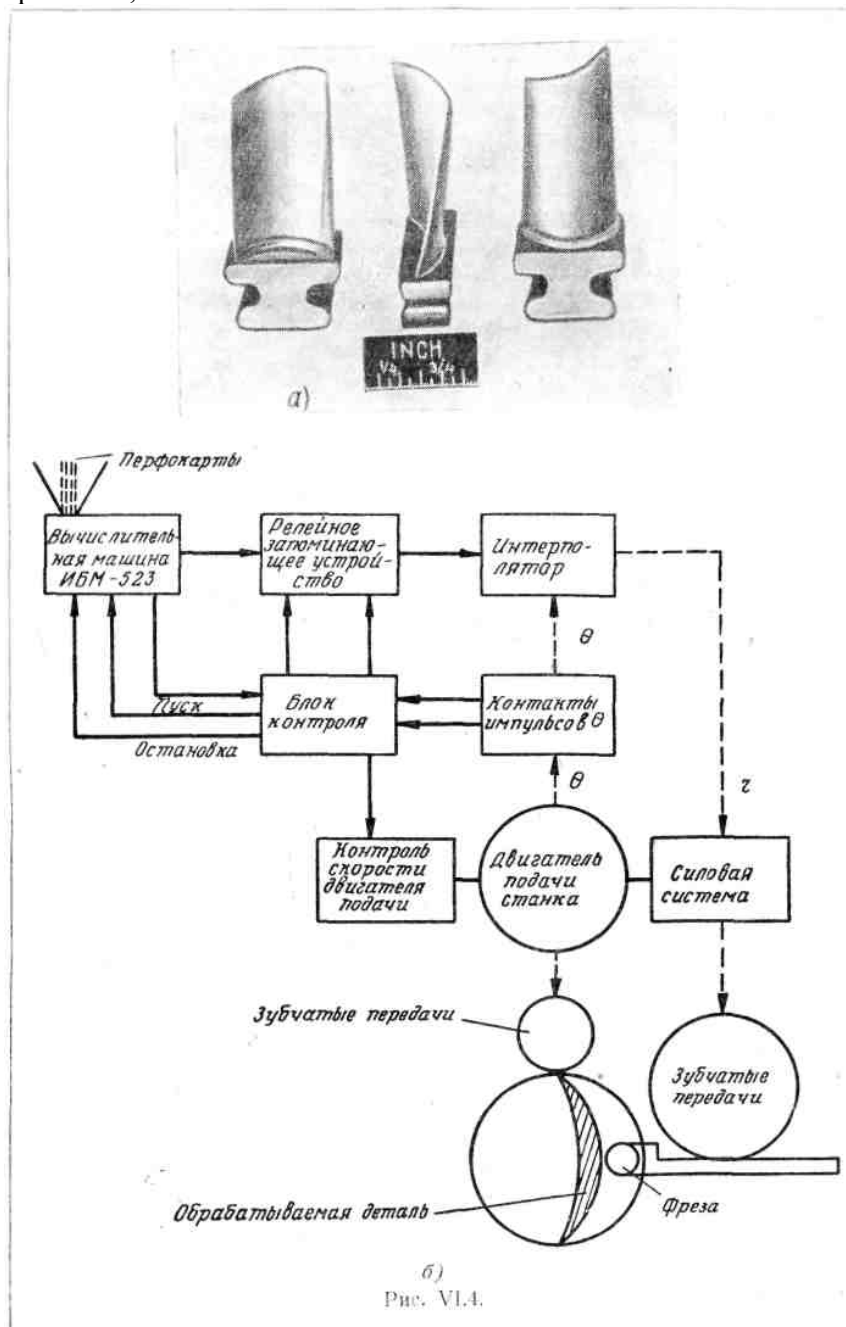 INCH
1/4 3/4
а)
Перфокарты
Вычислитель-
ная машина
ИБМ-523
Релейное
запоминаю-
щее устрой-
ство
Интерпо-
лятор
θ
Пуск
Остановка
Блок
контроля
Контакты
импульсов θ
θ
τ
Контроль
скорости
двигателя
подачи
Двигатель
подачи
станка
Силовая
система
Зубчатые передачи
Зубчатые
передачи
Обрабатываемая деталь
Фреза
б)
Рис. VI.4.